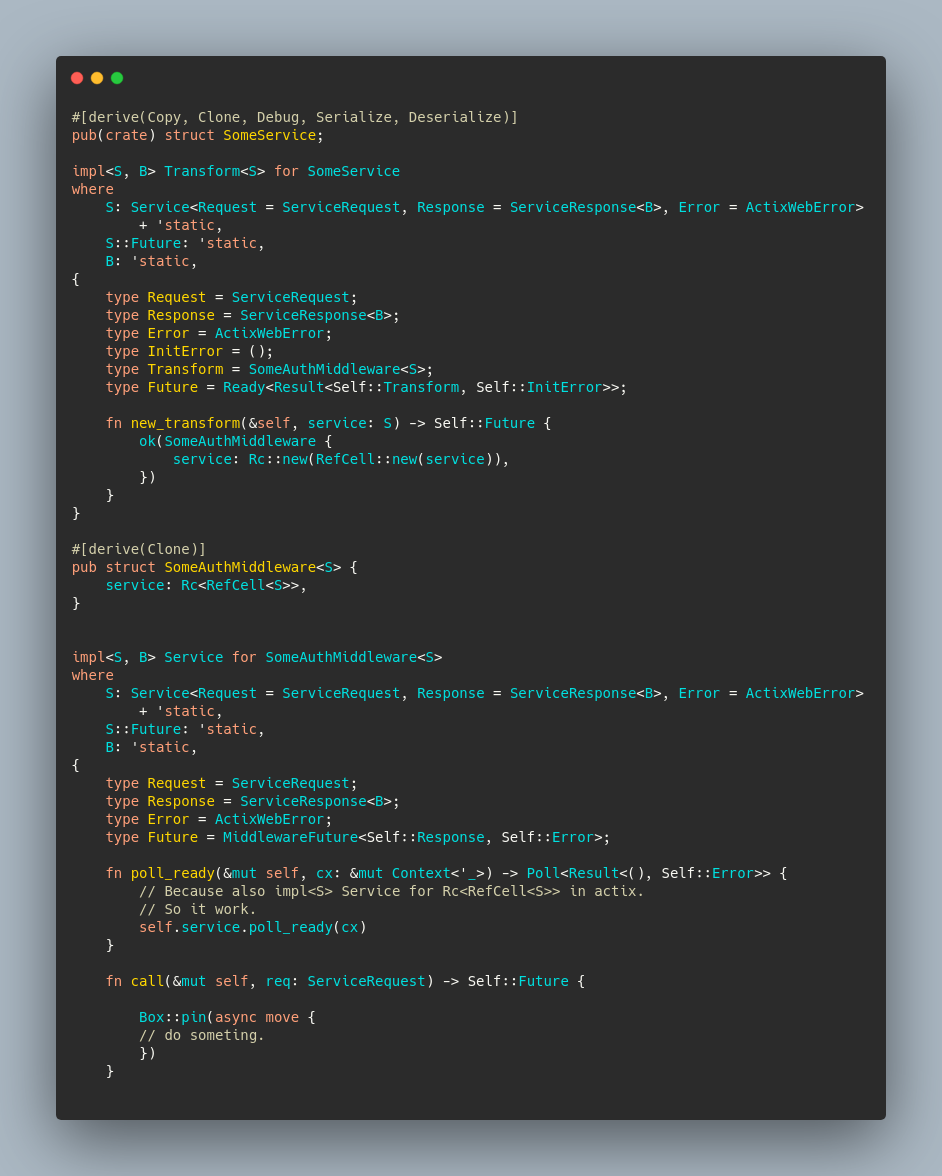 #[derive(Copy, Clone, Debug, Serialize, Deserialize)]
pub(crate) struct SomeService;

impl<S, B> Transform<S> for SomeService
where
    S: Service<Request = ServiceRequest, Response = ServiceResponse<B>, Error = ActixWebError>
        + 'static,
    S::Future: 'static,
    B: 'static,
{
    type Request = ServiceRequest;
    type Response = ServiceResponse<B>;
    type Error = ActixWebError;
    type InitError = ();
    type Transform = SomeAuthMiddleware<S>;
    type Future = Ready<Result<Self::Transform, Self::InitError>>;

    fn new_transform(&self, service: S) -> Self::Future {
        ok(SomeAuthMiddleware {
            service: Rc::new(RefCell::new(service)),
        })
    }
}

#[derive(Clone)]
pub struct SomeAuthMiddleware<S> {
    service: Rc<RefCell<S>>,
}


impl<S, B> Service for SomeAuthMiddleware<S>
where
    S: Service<Request = ServiceRequest, Response = ServiceResponse<B>, Error = ActixWebError>
        + 'static,
    S::Future: 'static,
    B: 'static,
{
    type Request = ServiceRequest;
    type Response = ServiceResponse<B>;
    type Error = ActixWebError;
    type Future = MiddlewareFuture<Self::Response, Self::Error>;

    fn poll_ready(&mut self, cx: &mut Context<'_>) -> Poll<Result<(), Self::Error>> {
        // Because also impl<S> Service for Rc<RefCell<S>> in actix.
        // So it work.
        self.service.poll_ready(cx)
    }

    fn call(&mut self, req: ServiceRequest) -> Self::Future {

        Box::pin(async move {
        // do someting.
        })
    }